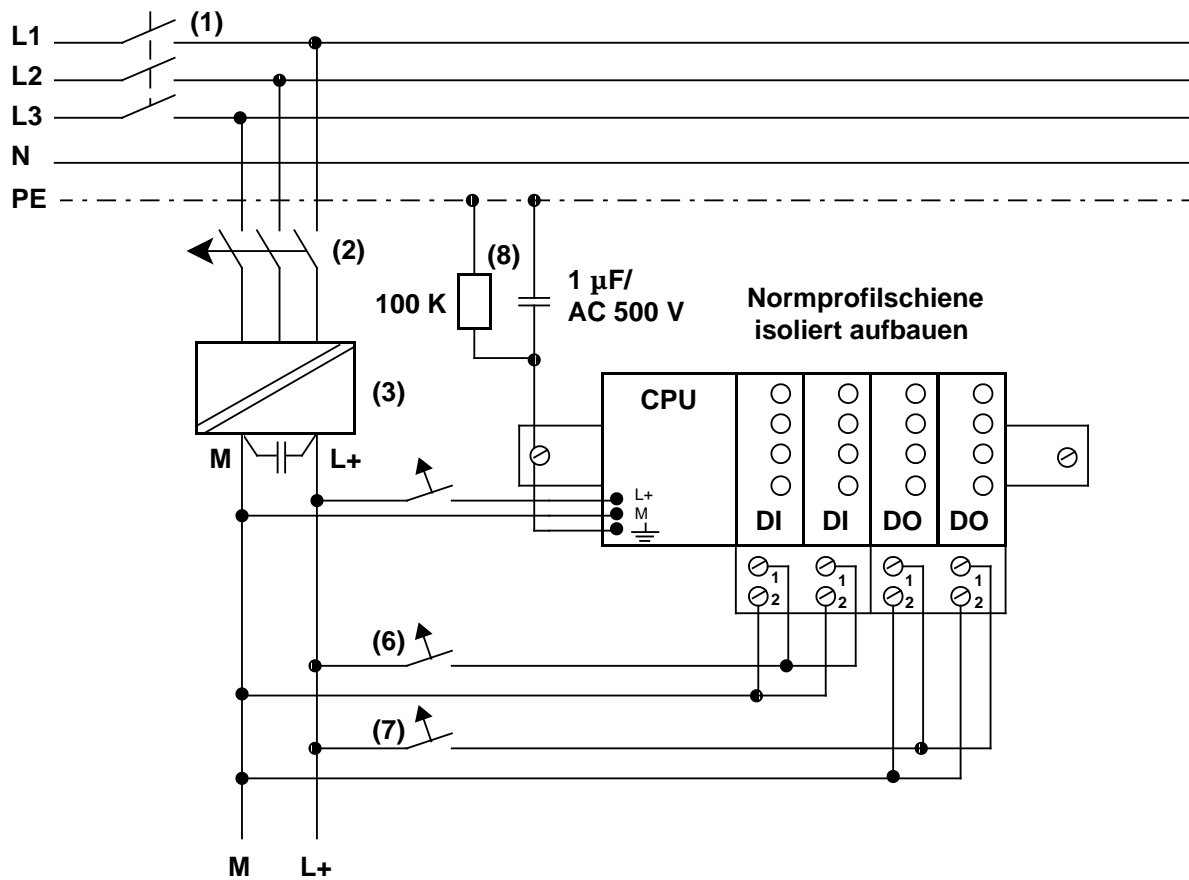 L1
(1)
L2
L3
N
PE
(2)
(8)
100 K
1 µF/
AC 500 V
Normprofilschiene
isoliert aufbauen
(3)
CPU
M
L+
L+
M
DI
DI
DO
DO
1
1
1
1
2
2
2
2
(6)
(7)
M
L+